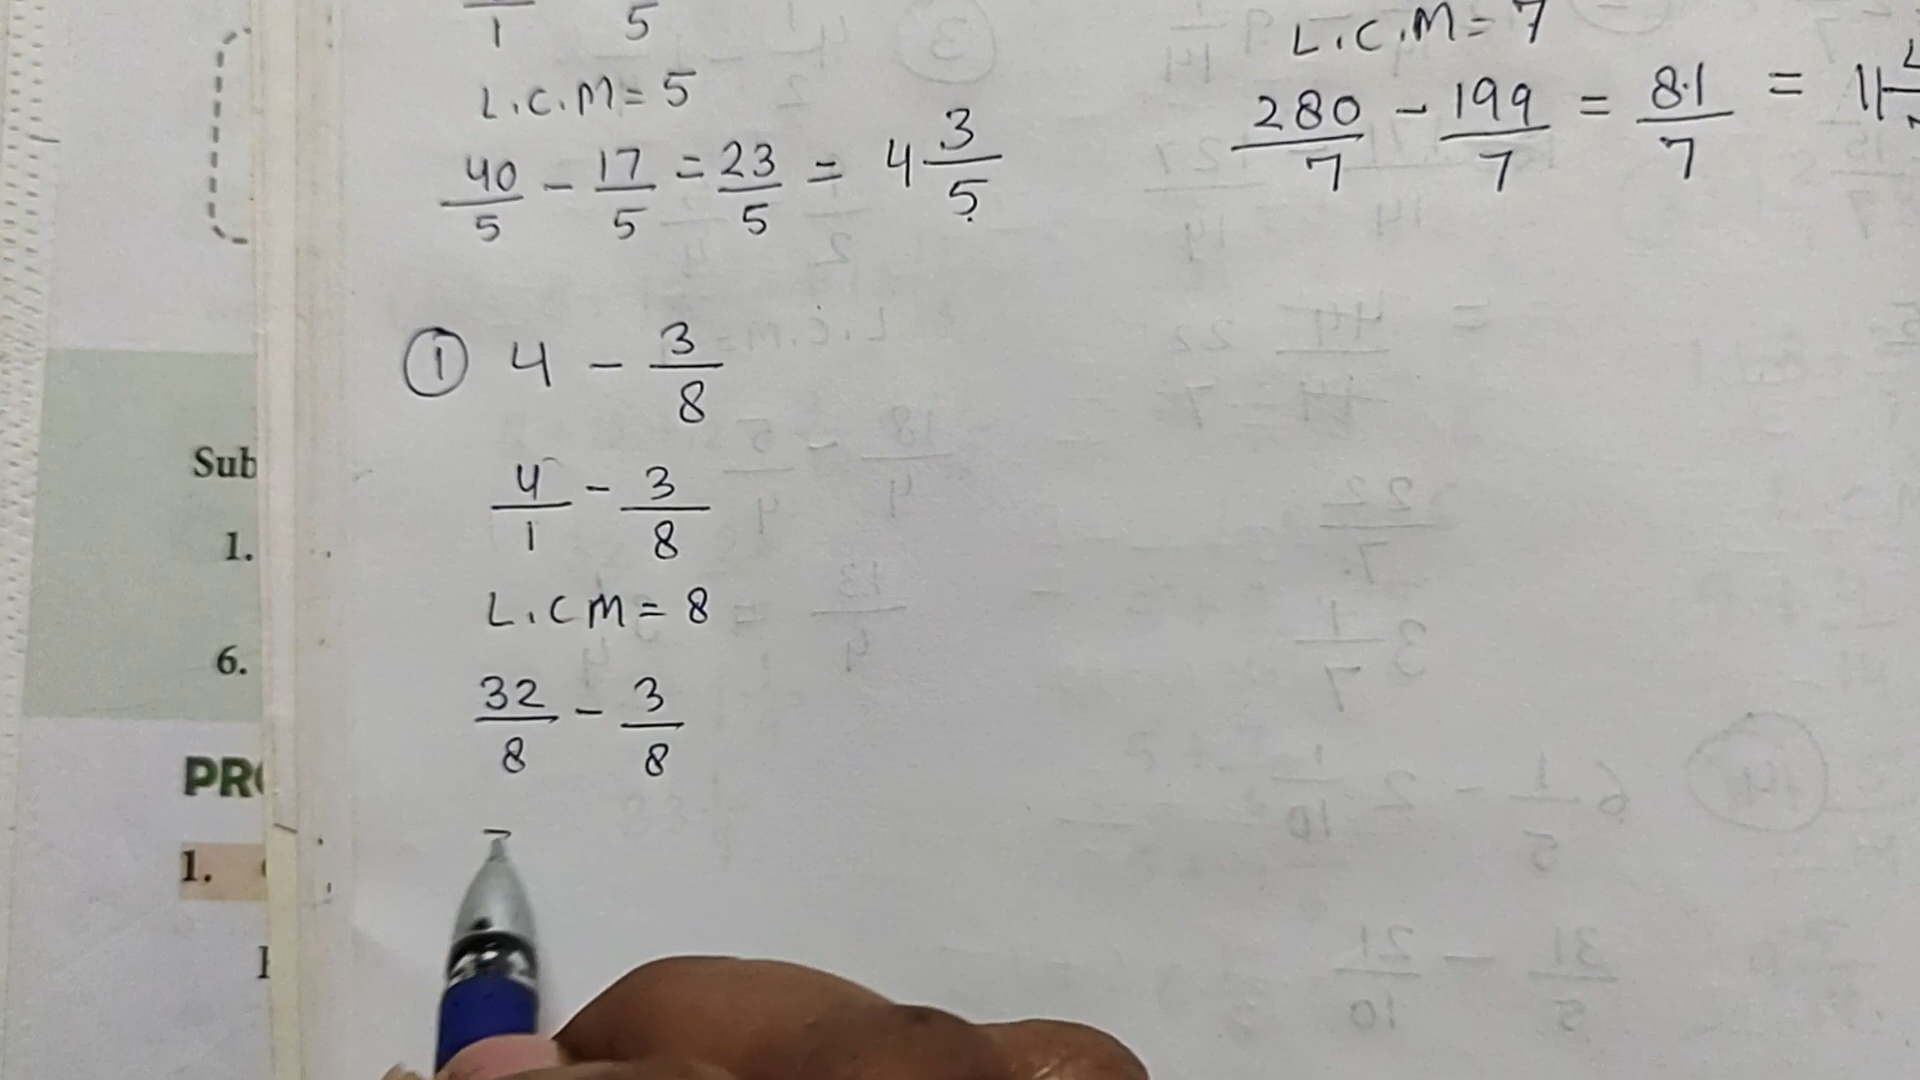 1 5
L.C.M = 5
40/5 - 17/5 = 23/5 = 4 3/5
L.C.M = 7
280/7 - 199/7 = 81/7 = 11
① 4 - 3/8
4/1 - 3/8
L.CM = 8
32/8 - 3/8
Sub
1.
6.
PR
1.